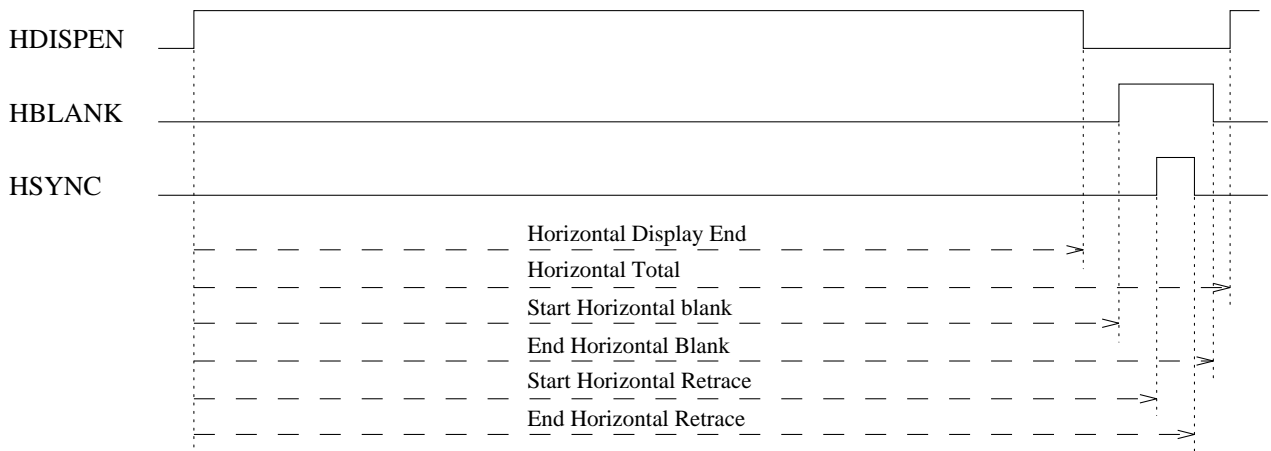 HDISPEN
HBLANK
HSYNC
Horizontal Display End
Horizontal Total
Start Horizontal blank
End Horizontal Blank
Start Horizontal Retrace
End Horizontal Retrace